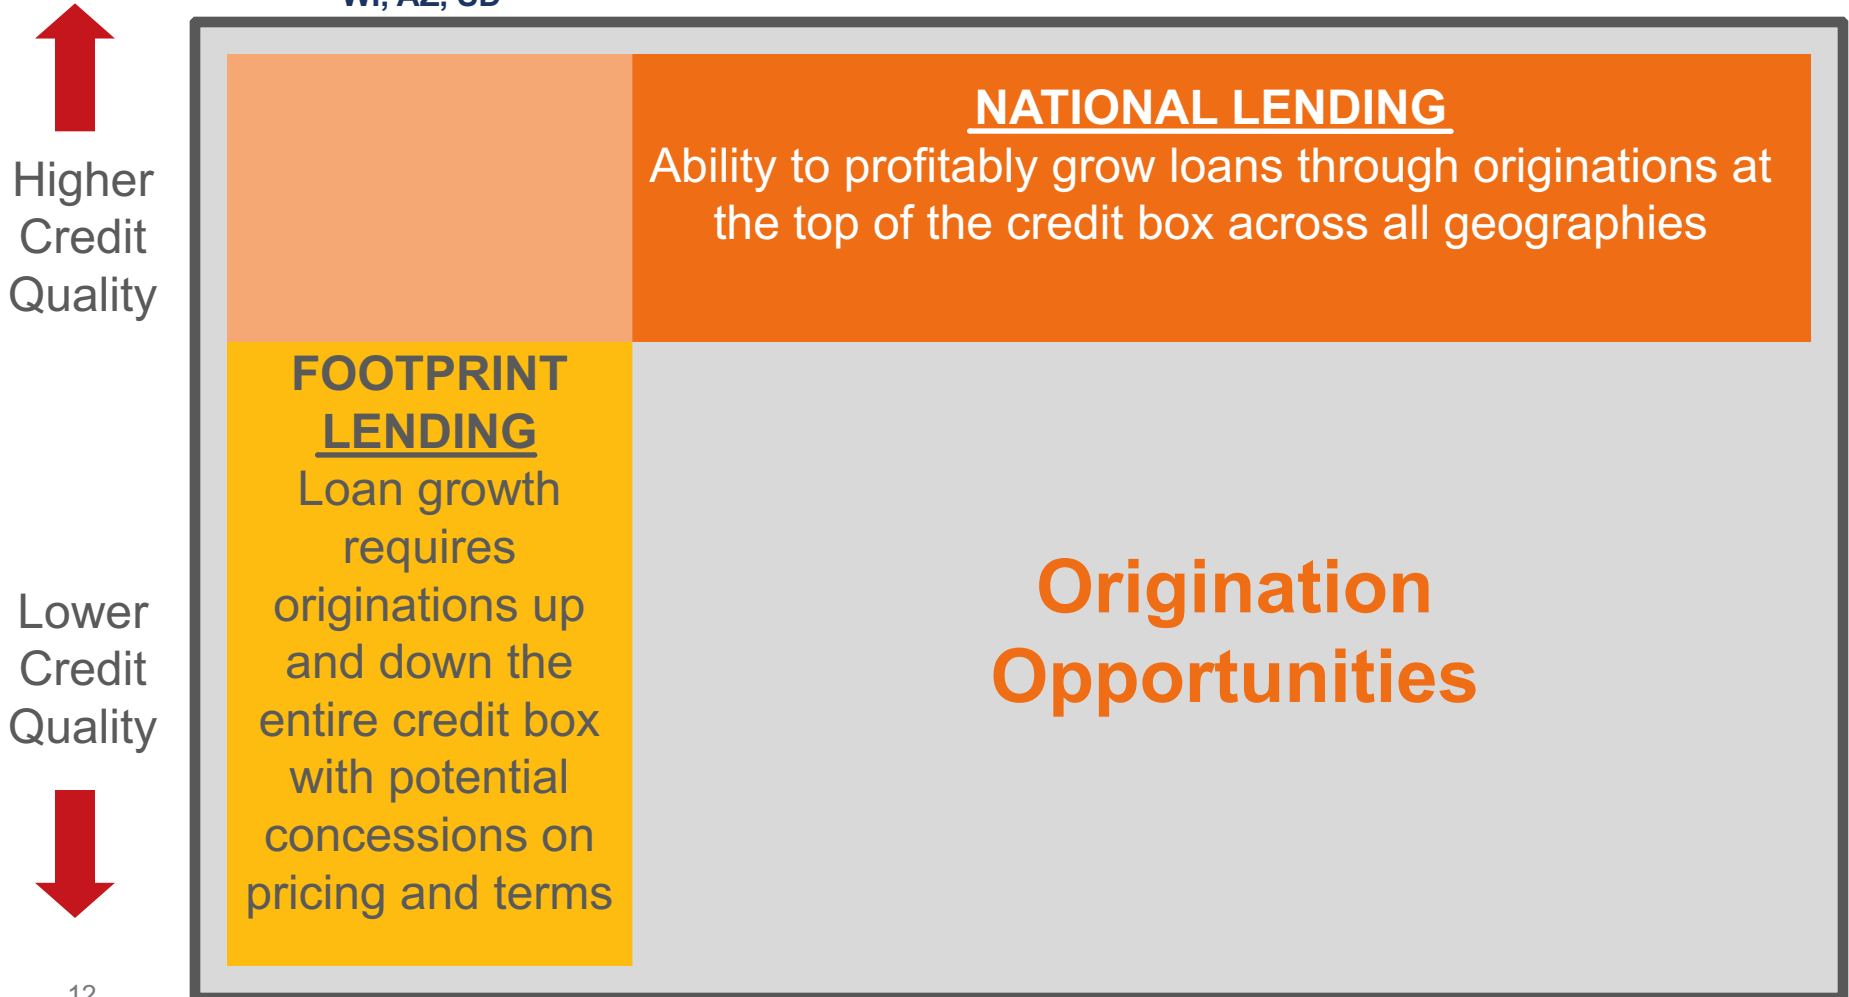 Higher
Credit
Quality
NATIONAL LENDING
Ability to profitably grow loans through originations at
the top of the credit box across all geographies
FOOTPRINT
LENDING
Loan growth
requires
originations up
and down the
entire credit box
with potential
concessions on
pricing and terms
Lower
Credit
Quality
Origination
Opportunities
12